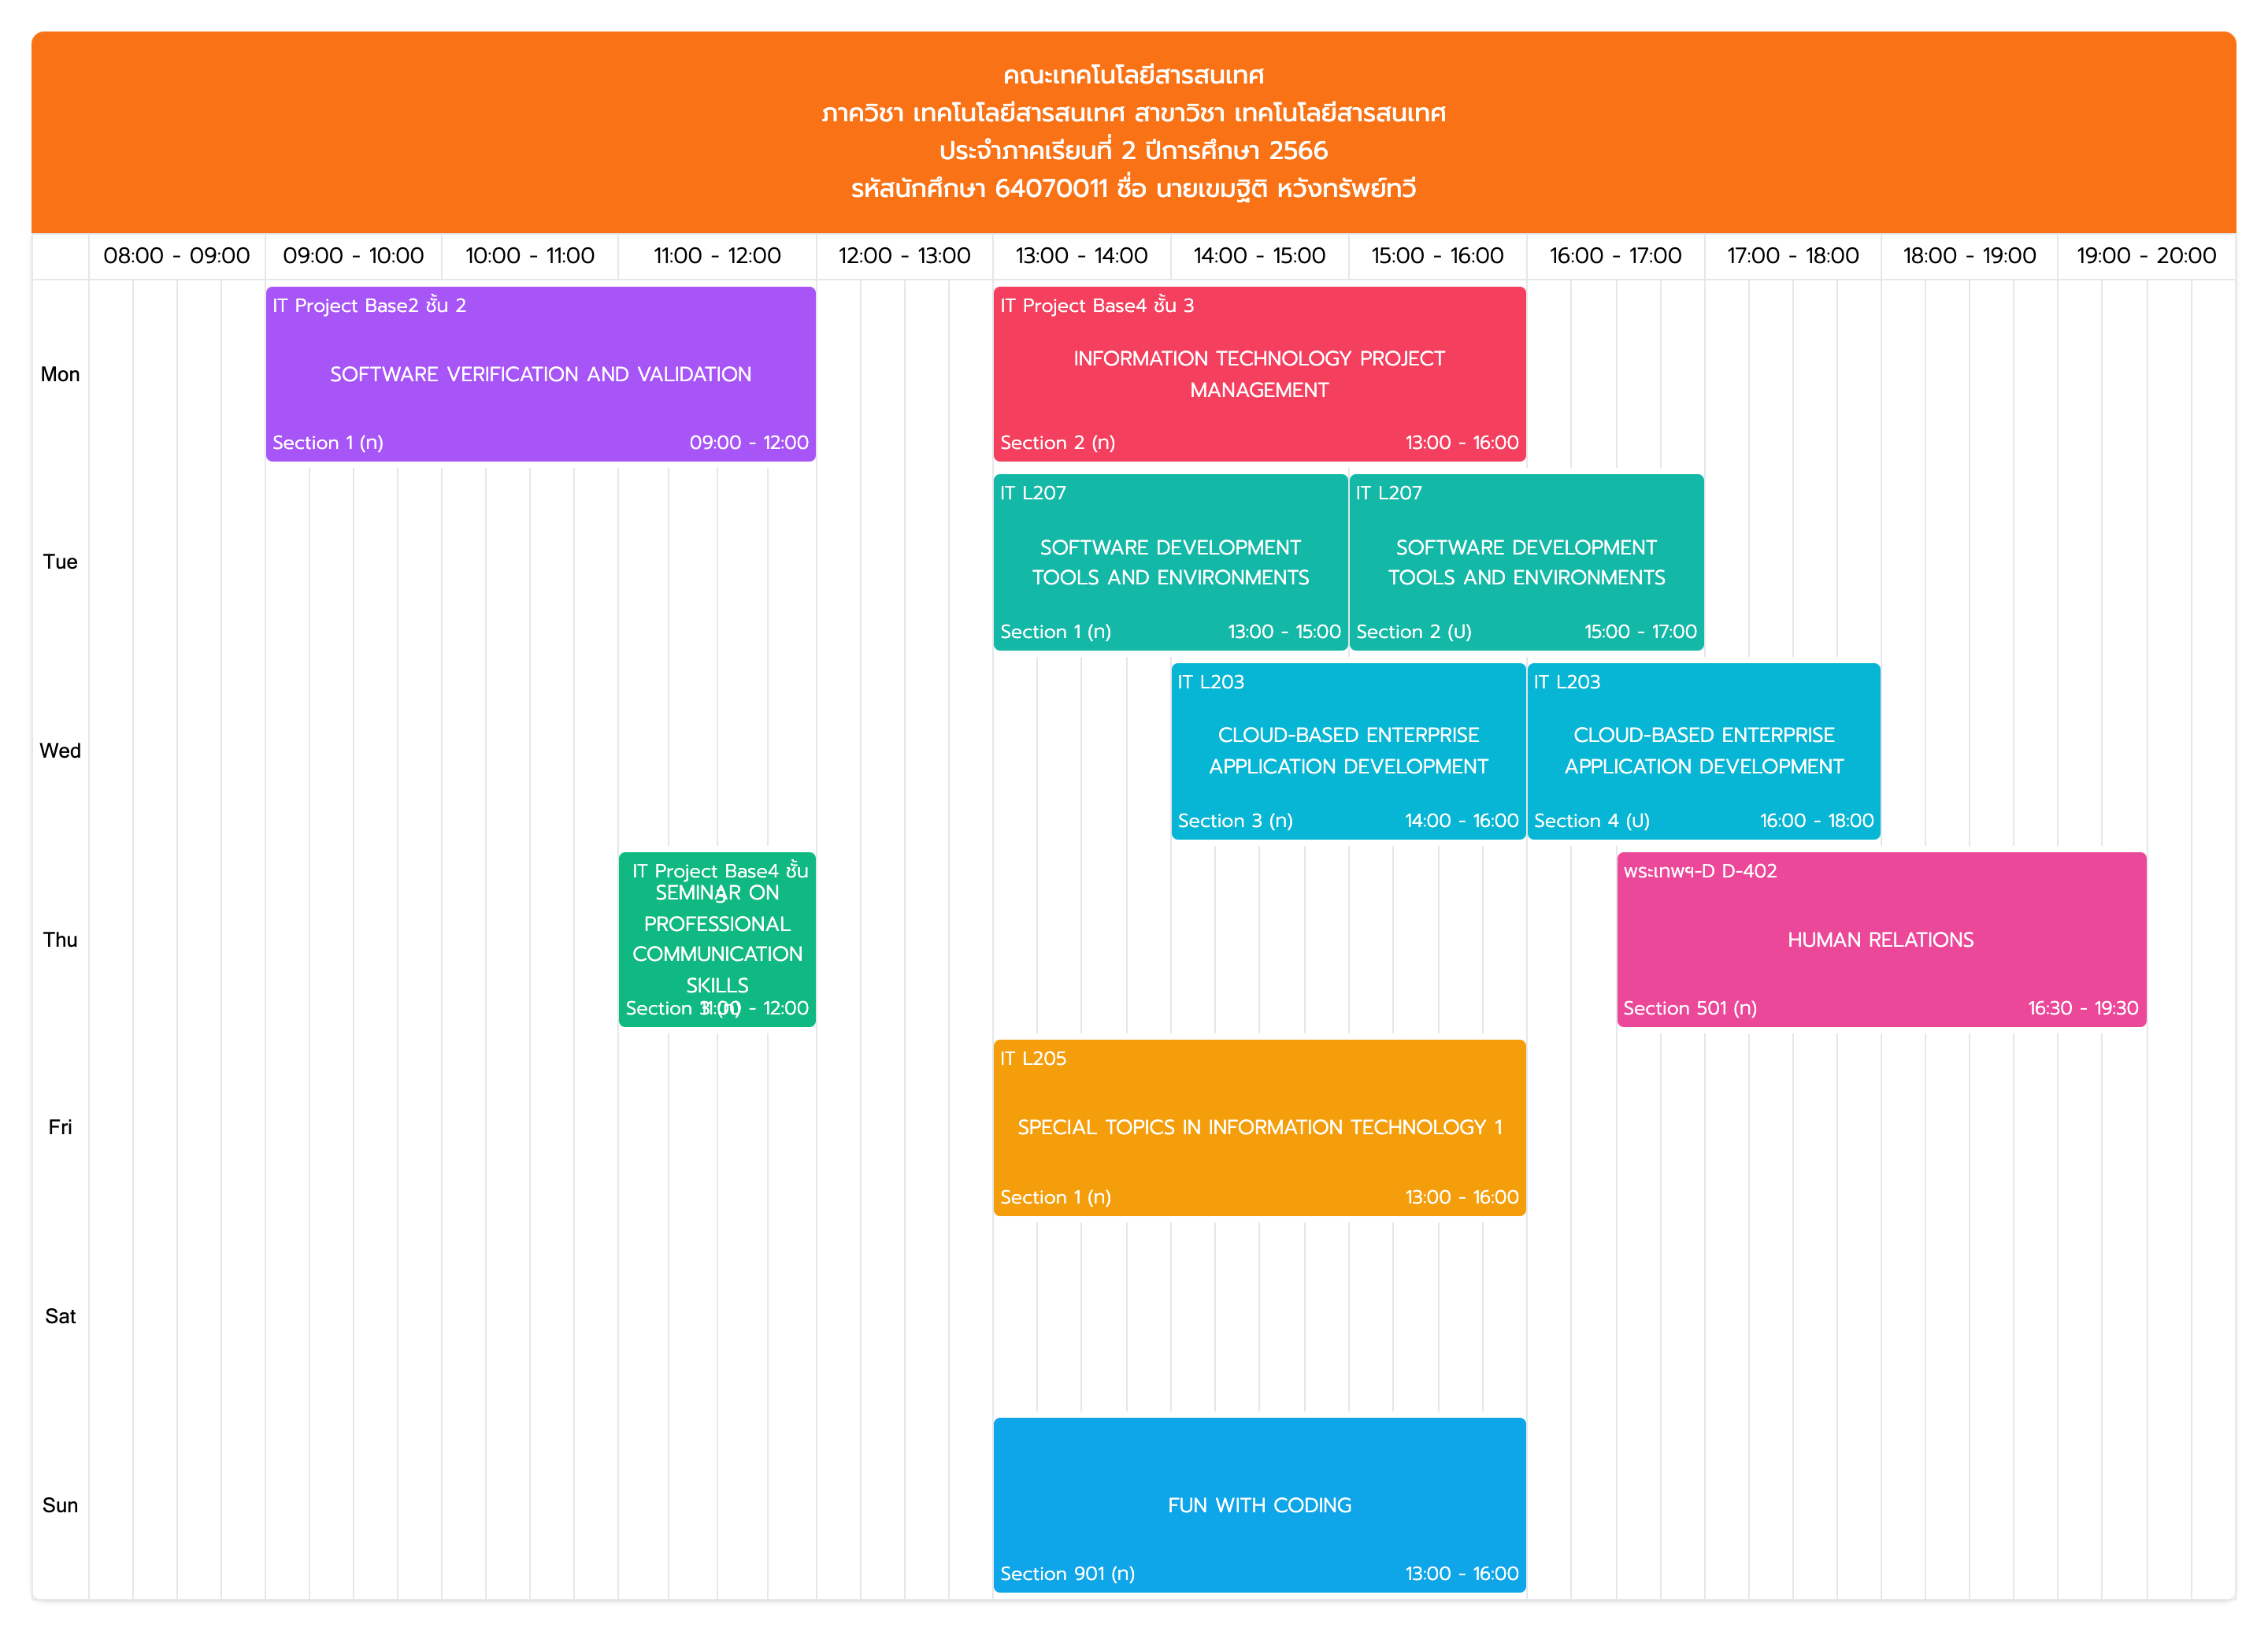 คณะเทคโนโลยีสารสนเทศ
ภาควิชา เทคโนโลยีสารสนเทศ สาขาวิชา เทคโนโลยีสารสนเทศ
ประจำภาคเรียนที่ 2 ปีการศึกษา 2566
รหัสนักศึกษา 64070011 ชื่อ นายเขมฐิติ หวังทรัพย์ทวี
08:00 - 09:00 09:00 - 10:00 10:00 - 11:00 11:00 - 12:00 12:00 - 13:00 13:00 - 14:00 14:00 - 15:00 15:00 - 16:00 16:00 - 17:00 17:00 - 18:00 18:00 - 19:00 19:00 - 20:00
Mon
IT Project Base2 ชั้น 2
SOFTWARE VERIFICATION AND VALIDATION
Section 1 (ท) 09:00 - 12:00
IT Project Base4 ชั้น 3
INFORMATION TECHNOLOGY PROJECT
MANAGEMENT
Section 2 (ท) 13:00 - 16:00
Tue
IT L207
SOFTWARE DEVELOPMENT
TOOLS AND ENVIRONMENTS
Section 1 (ท) 13:00 - 15:00
IT L207
SOFTWARE DEVELOPMENT
TOOLS AND ENVIRONMENTS
Section 2 (ป) 15:00 - 17:00
Wed
IT L203
CLOUD-BASED ENTERPRISE
APPLICATION DEVELOPMENT
Section 3 (ท) 14:00 - 16:00
IT L203
CLOUD-BASED ENTERPRISE
APPLICATION DEVELOPMENT
Section 4 (ป) 16:00 - 18:00
Thu
IT Project Base4 ชั้น
3
SEMINAR ON
PROFESSIONAL
COMMUNICATION
SKILLS
Section 3 (ท) 11:00 - 12:00
พระเทพฯ-D D-402
HUMAN RELATIONS
Section 501 (ท) 16:30 - 19:30
Fri
IT L205
SPECIAL TOPICS IN INFORMATION TECHNOLOGY 1
Section 1 (ท) 13:00 - 16:00
Sat
Sun
FUN WITH CODING
Section 901 (ท) 13:00 - 16:00